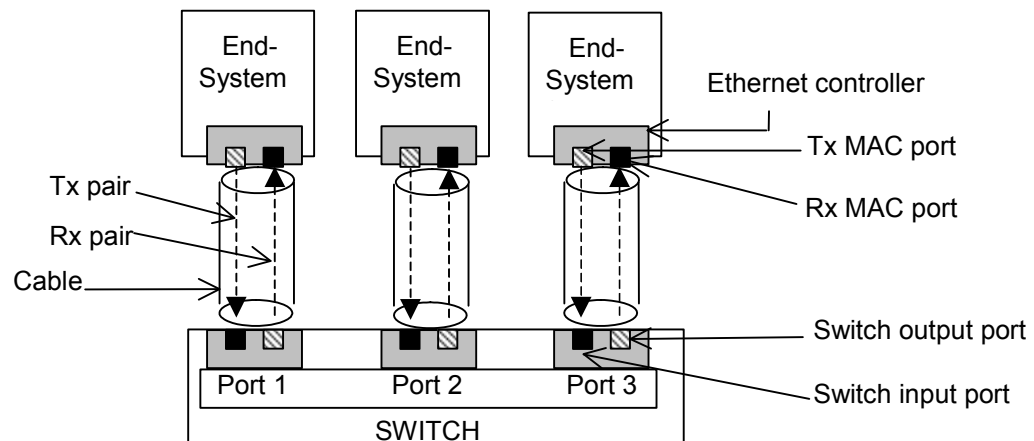 End-
System
End-
System
End-
System
Ethernet controller
Tx MAC port
Rx MAC port
Tx pair
Rx pair
Cable
Switch output port
Switch input port
Port 1
Port 2
Port 3
SWITCH